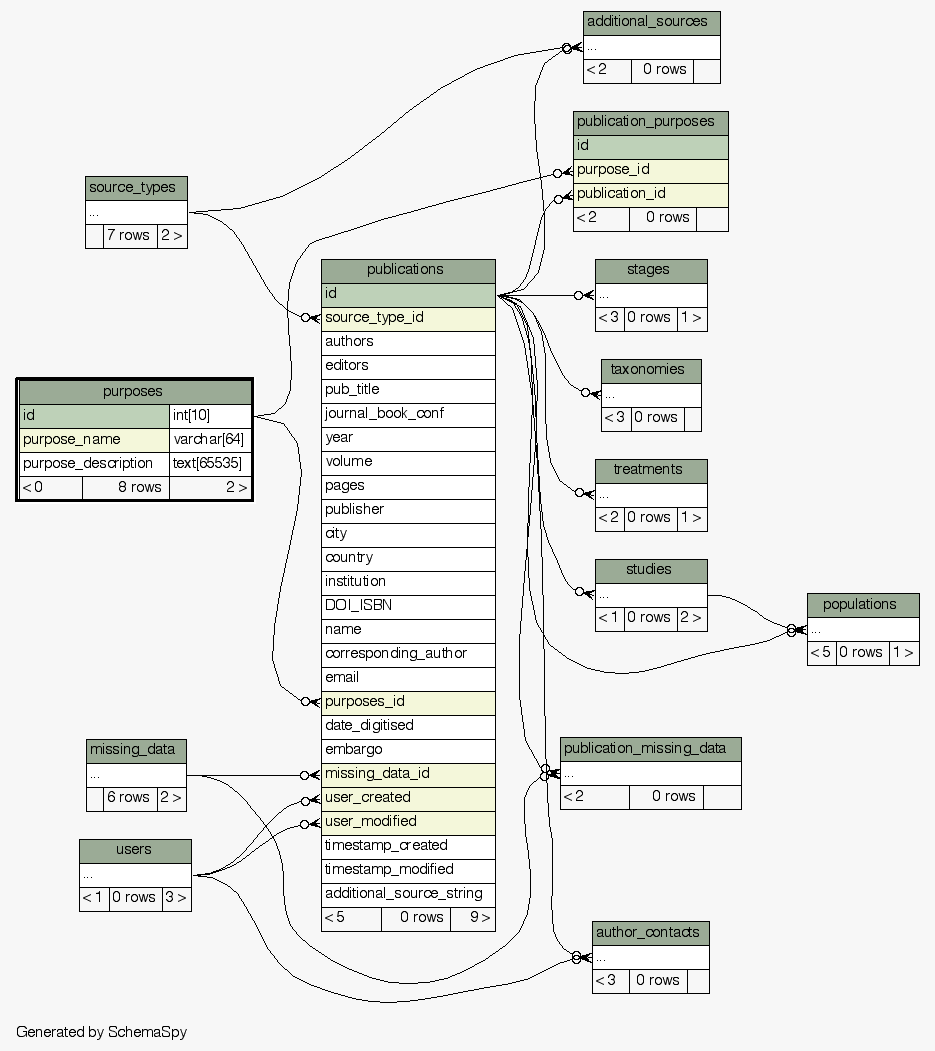 additional_sources
...
< 2 0 rows
publication_purposes
id
purpose_id
publication_id
< 2 0 rows
source_types
...
7 rows 2 >
publications
id
source_type_id
authors
editors
pub_title
journal_book_conf
year
volume
pages
publisher
city
country
institution
DOI_ISBN
name
corresponding_author
email
purposes_id
date_digitised
embargo
missing_data_id
user_created
user_modified
timestamp_created
timestamp_modified
additional_source_string
< 5 0 rows 9 >
stages
...
< 3 0 rows 1 >
taxonomies
...
< 3 0 rows
purposes
id int[10]
purpose_name varchar[64]
purpose_description text[65535]
< 0 8 rows 2 >
treatments
...
< 2 0 rows 1 >
studies
...
< 1 0 rows 2 >
populations
...
< 5 0 rows 1 >
missing_data
...
6 rows 2 >
publication_missing_data
...
< 2 0 rows
users
...
< 1 0 rows 3 >
author_contacts
...
< 3 0 rows
Generated by SchemaSpy